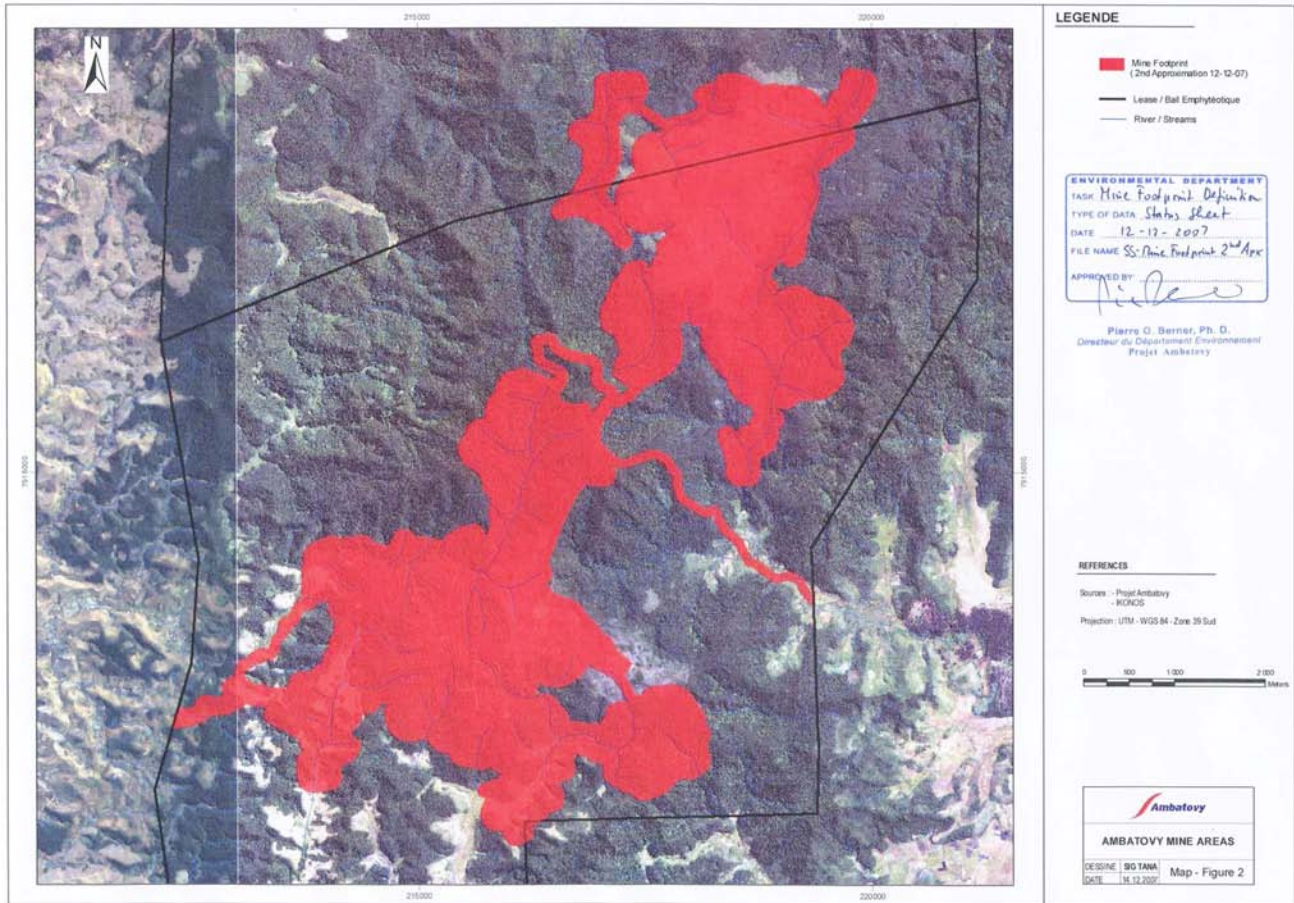 215000
220000
N
7915000
7915000
215000
220000
LEGENDE
Mine Footprint
(2nd Approximation 12-12-07)
Lease / Bail Emphytéotique
River / Streams
ENVIRONMENTAL DEPARTMENT
TASK Mine Footprint Definition
TYPE OF DATA Status Sheet
DATE 12-12-2007
FILE NAME SS-Mine Footprint 2nd Apx
APPROVED BY
Pierre O. Berner, Ph. D.
Directeur du Département Environnement
Projet Ambatovy
REFERENCES
Sources : - Projet Ambatovy
- IKONOS
Projection : UTM - WGS 84 - Zone 39 Sud
0 500 1 000 2 000
Meters
Ambatovy
AMBATOVY MINE AREAS
DESSINE SIG TANA
DATE 14.12.2007
Map - Figure 2